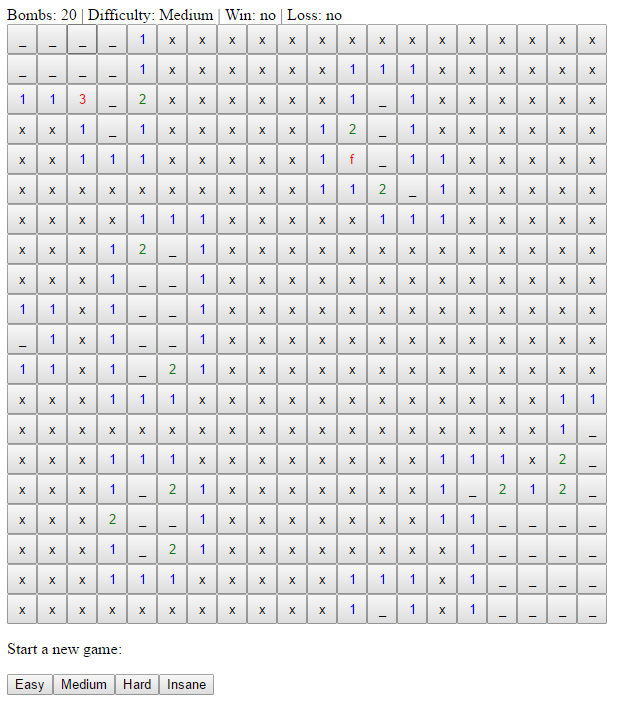 Bombs: 20 | Difficulty: Medium | Win: no | Loss: no
_ _ _ _ 1 x x x x x x x x x x x x x x x
_ _ _ _ 1 x x x x x x 1 1 1 x x x x x x
1 1 3 _ 2 x x x x x x 1 _ 1 x x x x x x
x x 1 _ 1 x x x x x 1 2 _ 1 x x x x x x
x x 1 1 1 x x x x x 1 f _ 1 1 x x x x x
x x x x x x x x x x 1 1 2 _ 1 x x x x x
x x x x 1 1 1 x x x x x 1 1 1 x x x x x
x x x 1 2 _ 1 x x x x x x x x x x x x x
x x x 1 _ _ 1 x x x x x x x x x x x x x
1 1 x 1 _ _ 1 x x x x x x x x x x x x x
_ 1 x 1 _ _ 1 x x x x x x x x x x x x x
1 1 x 1 _ 2 1 x x x x x x x x x x x x x
x x x 1 1 1 x x x x x x x x x x x x 1 1
x x x x x x x x x x x x x x x x x x 1 _
x x x 1 1 1 x x x x x x x x 1 1 1 x 2 _
x x x 1 _ 2 1 x x x x x x x 1 _ 2 1 2 _
x x x 2 _ _ 1 x x x x x x x 1 1 _ _ _ _
x x x 1 _ 2 1 x x x x x x x x 1 _ _ _ _
x x x 1 1 1 x x x x x 1 1 1 x 1 _ _ _ _
x x x x x x x x x x x 1 _ 1 x 1 _ _ _ _
Start a new game:
Easy Medium Hard Insane